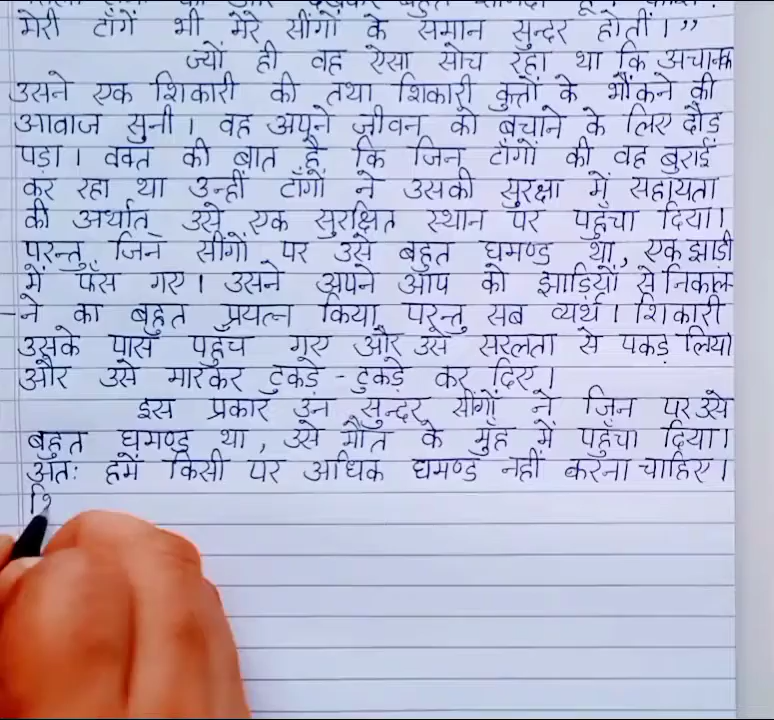 मेरी टाँगें भी मेरे सींगों के समान सुन्दर होतीं।”
ज्यों ही वह ऐसा सोच रहा था कि अचानक
उसने एक शिकारी की तथा शिकारी कुत्तों के भौंकने की
आवाज सुनी। वह अपने जीवन को बचाने के लिए दौड़
पड़ा। वक्त की बात है कि जिन टाँगों की वह बुराई
कर रहा था उन्हीं टाँगों ने उसकी सुरक्षा में सहायता
की अर्थात् उसे एक सुरक्षित स्थान पर पहुँचा दिया।
परन्तु जिन सींगों पर उसे बहुत घमण्ड था, एक झाड़ी
में फँस गए। उसने अपने आप को झाड़ियों से निकाल
-ने का बहुत प्रयत्न किया परन्तु सब व्यर्थ। शिकारी
उसके पास पहुँच गए और उसे सरलता से पकड़ लिया
और उसे मारकर टुकड़े - टुकड़े कर दिए।
इस प्रकार उन सुन्दर सींगों ने जिन पर उसे
बहुत घमण्ड था, उसे मौत के मुँह में पहुँचा दिया।
अतः हमें किसी पर अधिक घमण्ड नहीं करना चाहिए।